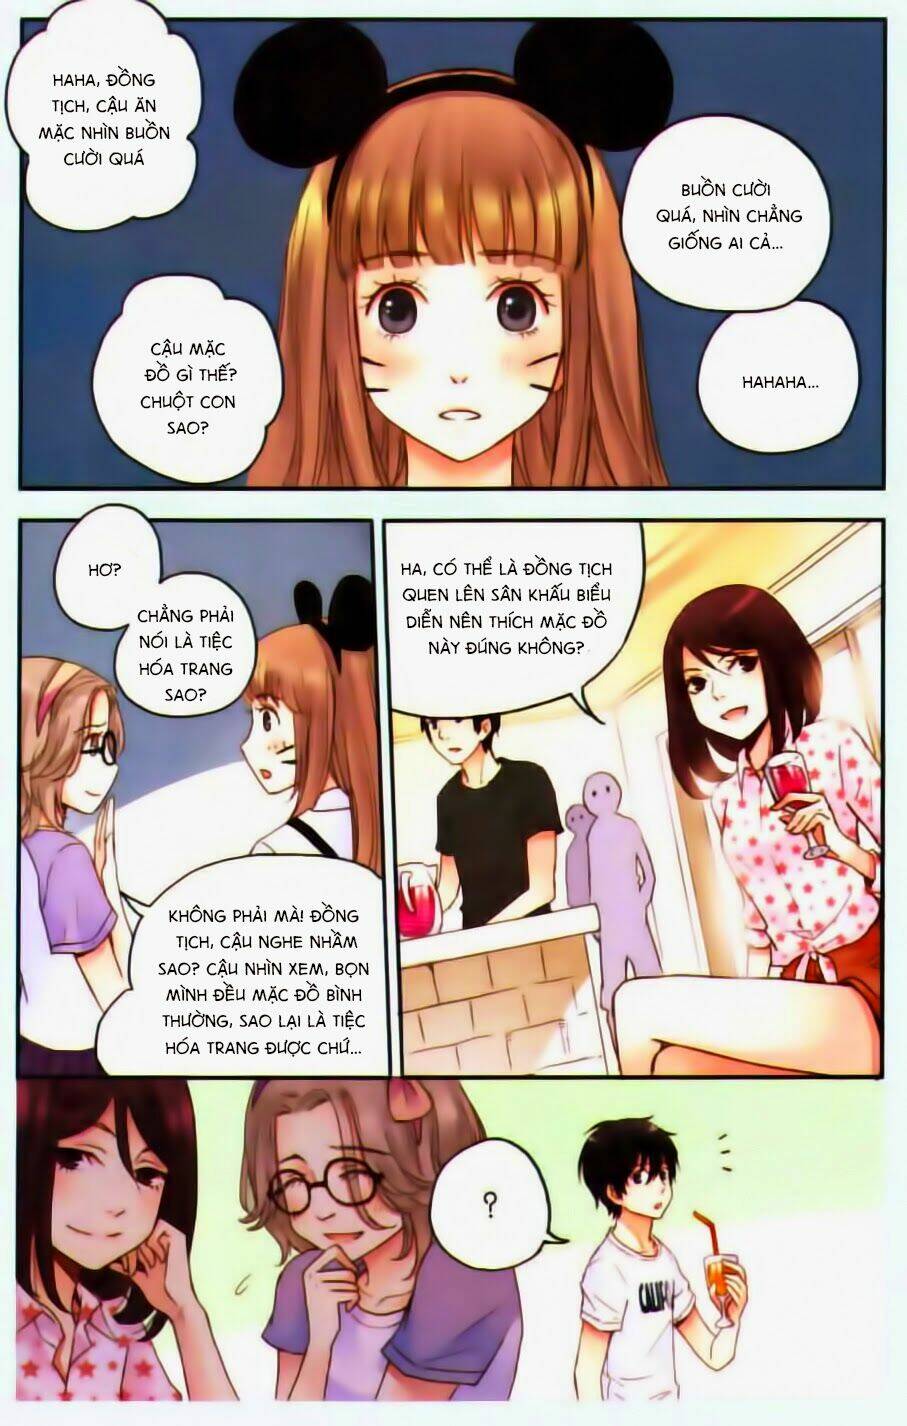 HAHA, ĐỒNG
TỊCH, CẬU ĂN
MẶC NHÌN BUỒN
CƯỜI QUÁ
BUỒN CƯỜI
QUÁ, NHÌN CHẲNG
GIỐNG AI CẢ...
CẬU MẶC
ĐỒ GÌ THẾ?
CHUỘT CON
SAO?
HAHAHA...
HƠ?
CHẲNG PHẢI
NÓI LÀ TIỆC
HÓA TRANG
SAO?
KHÔNG PHẢI MÀ! ĐỒNG
TỊCH, CẬU NGHE NHẦM
SAO? CẬU NHÌN XEM, BỌN
MÌNH ĐỀU MẶC ĐỒ BÌNH
THƯỜNG, SAO LẠI LÀ TIỆC
HÓA TRANG ĐƯỢC CHỨ...
HA, CÓ THỂ LÀ ĐỒNG TỊCH
QUEN LÊN SÂN KHẤU BIỂU
DIỄN NÊN THÍCH MẶC ĐỒ
NÀY ĐÚNG KHÔNG?
?
CALIF